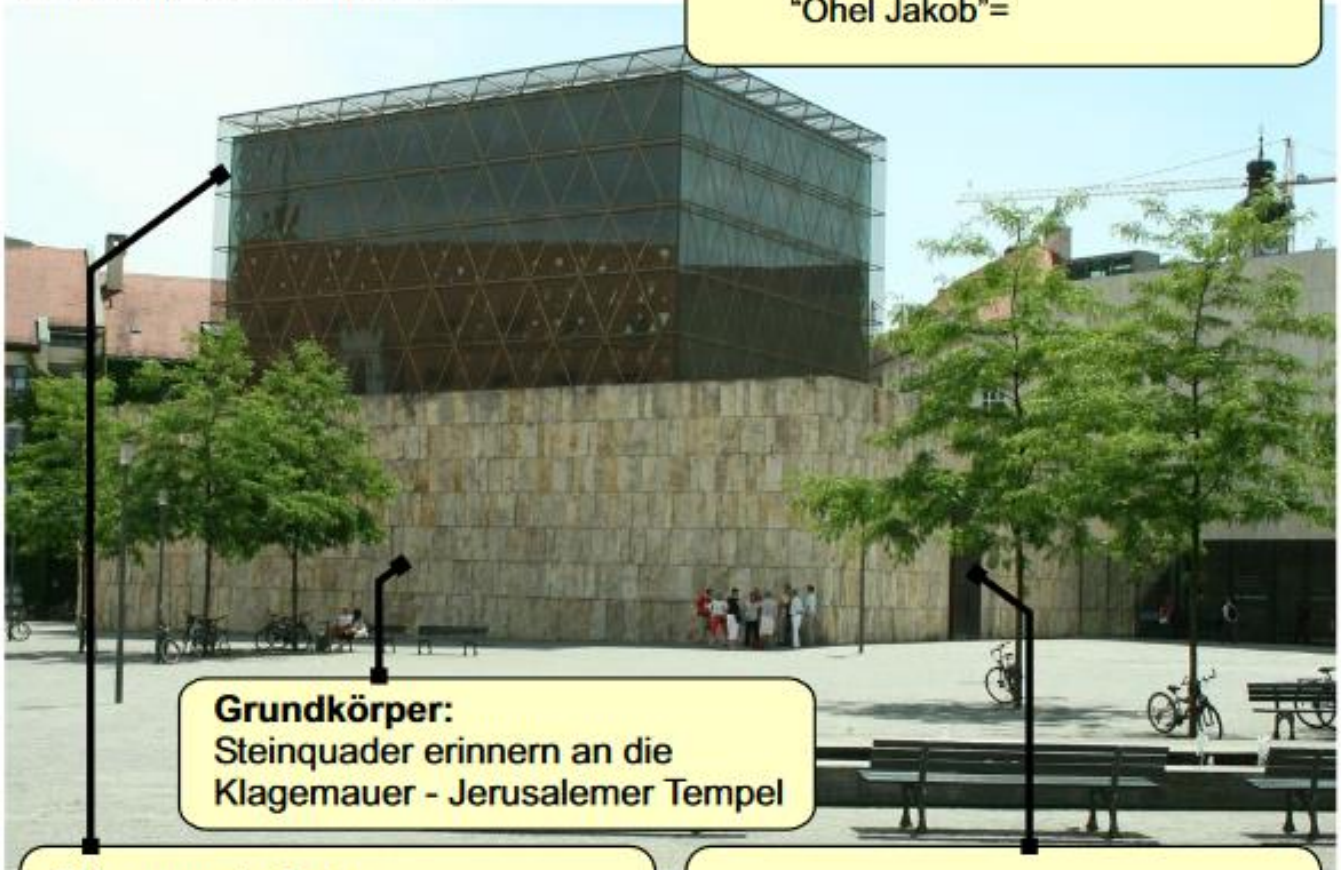 “Ohel Jakob”=
Grundkörper:
Steinquader erinnern an die
Klagemauer - Jerusalemer Tempel